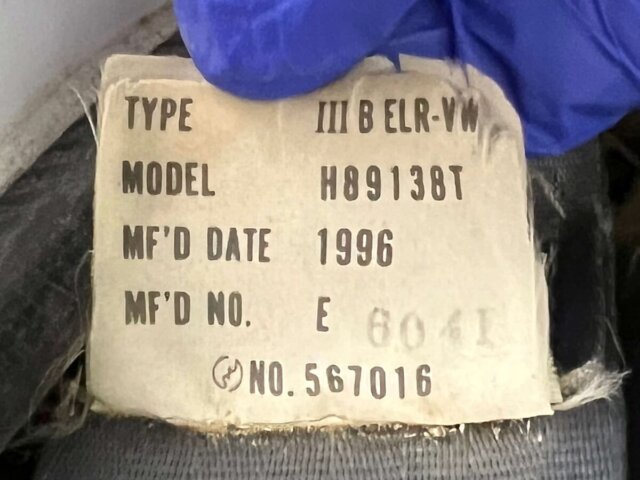 TYPE III B ELR-VW
MODEL H89138T
MF'D DATE 1996
MF'D NO. E 6041
NO. 567016